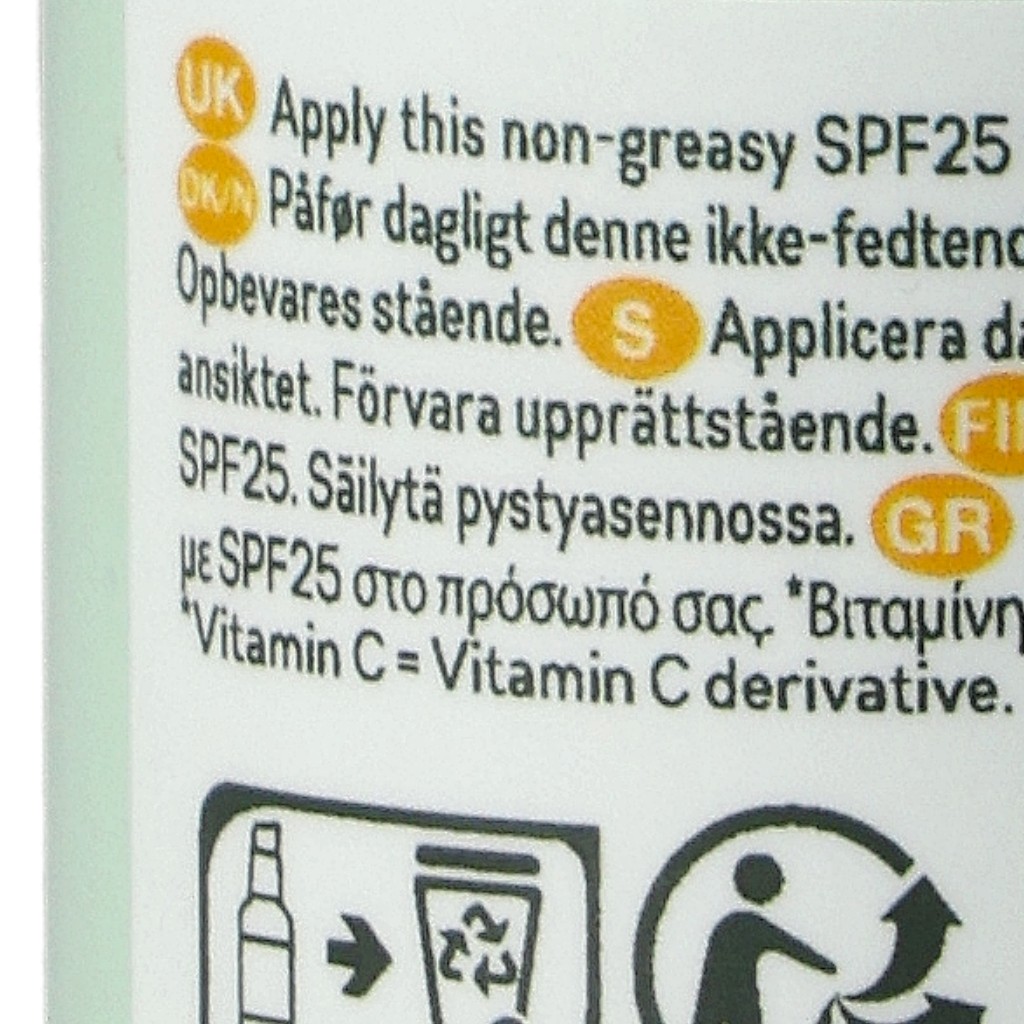 UK Apply this non-greasy SPF25
DK/N Påfør dagligt denne ikke-fedtend
Opbevares stående. S Applicera da
ansiktet. Förvara upprättstående. FI
SPF25. Säilytä pystyasennossa. GR
με SPF25 στο πρόσωπό σας. *Βιταμίνη
*Vitamin C = Vitamin C derivative.